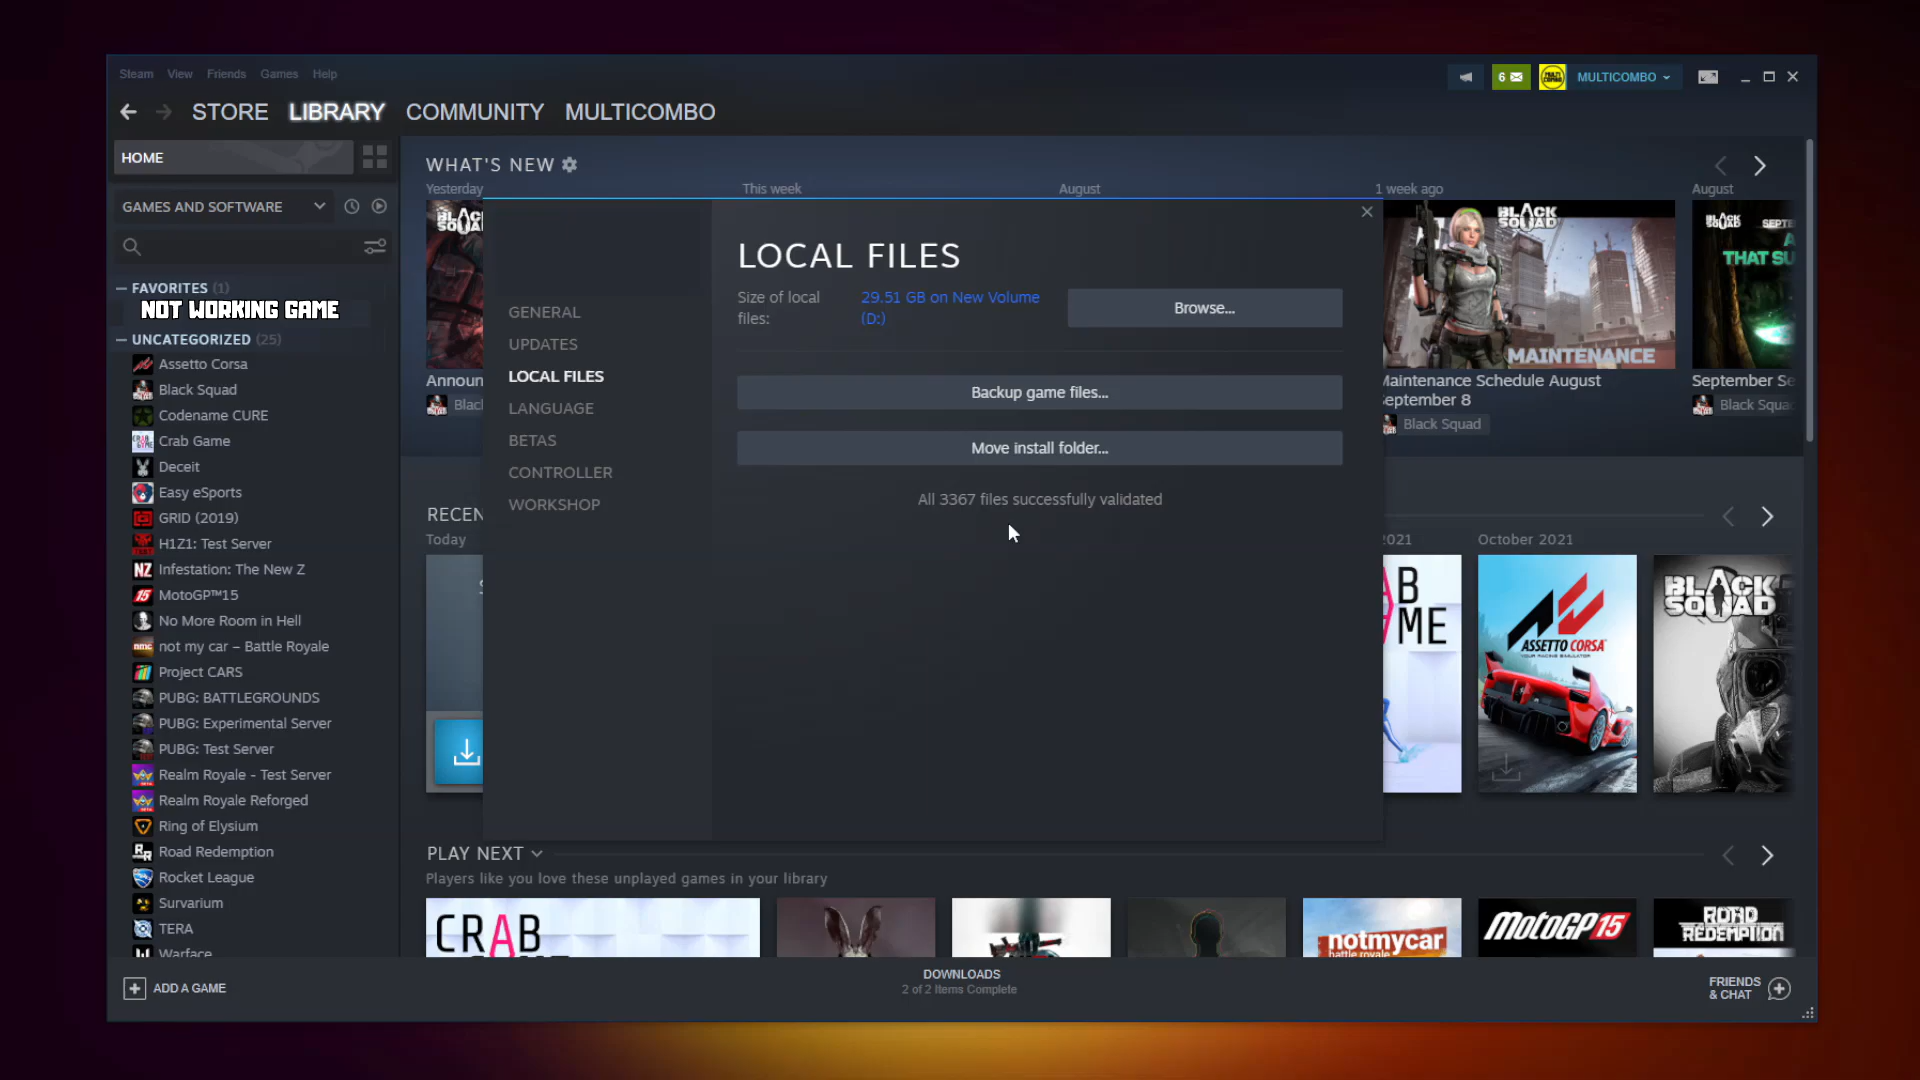 Steam View Friends Games Help
6
MULTICOMBO
STORE LIBRARY COMMUNITY MULTICOMBO
HOME
GAMES AND SOFTWARE
FAVORITES (1)
NOT WORKING GAME
UNCATEGORIZED (25)
Assetto Corsa
Black Squad
Codename CURE
Crab Game
Deceit
Easy eSports
GRID (2019)
H1Z1: Test Server
Infestation: The New Z
MotoGP™15
No More Room in Hell
not my car – Battle Royale
Project CARS
PUBG: BATTLEGROUNDS
PUBG: Experimental Server
PUBG: Test Server
Realm Royale - Test Server
Realm Royale Reforged
Ring of Elysium
Road Redemption
Rocket League
Survarium
TERA
Warface
WHAT'S NEW
Yesterday
This week
August
1 week ago
August
BLACK SQUAD
MAINTENANCE
BLACK SQUAD
THAT SU
Announ
Maintenance Schedule August
September 8
Black Squad
September Se
Black Squa
LOCAL FILES
Size of local files:
29.51 GB on New Volume (D:)
Browse...
GENERAL
UPDATES
LOCAL FILES
LANGUAGE
BETAS
CONTROLLER
WORKSHOP
Backup game files...
Move install folder...
All 3367 files successfully validated
RECEN
Today
2021
October 2021
ASSETTO CORSA
YOUR RACING SIMULATOR
BLACK SQUAD
PLAY NEXT
Players like you love these unplayed games in your library
CRAB
notmycar
battle royale
MotoGP 15
ROAD REDEMPTION
ADD A GAME
DOWNLOADS
2 of 2 Items Complete
FRIENDS & CHAT